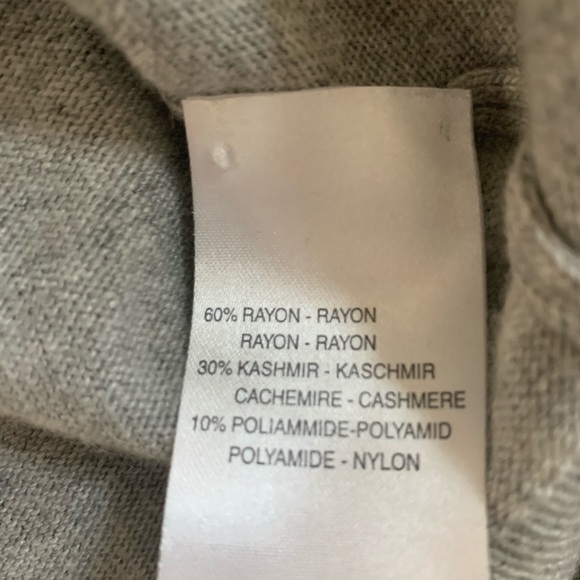 60% RAYON - RAYON
RAYON - RAYON
30% KASHMIR - KASCHMIR
CACHEMIRE - CASHMERE
10% POLIAMMIDE-POLYAMID
POLYAMIDE - NYLON